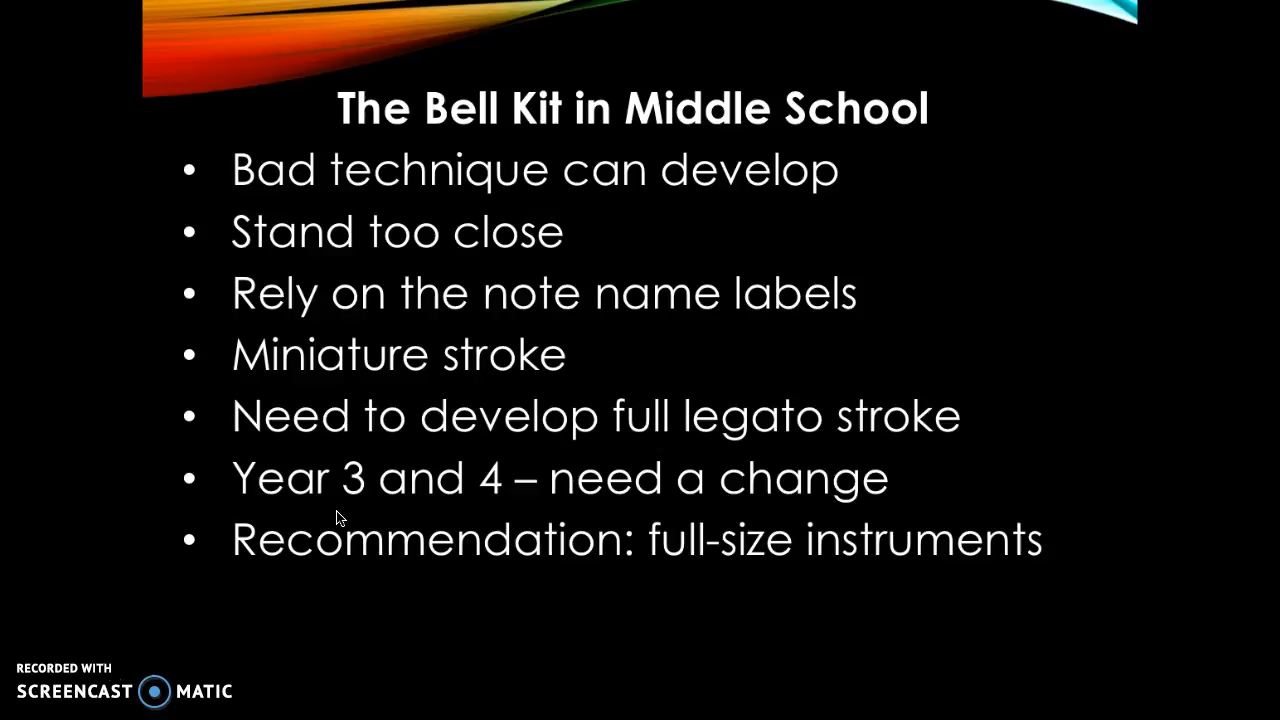 The Bell Kit in Middle School
• Bad technique can develop
• Stand too close
• Rely on the note name labels
• Miniature stroke
• Need to develop full legato stroke
• Year 3 and 4 – need a change
• Recommendation: full-size instruments
RECORDED WITH
SCREENCAST MATIC